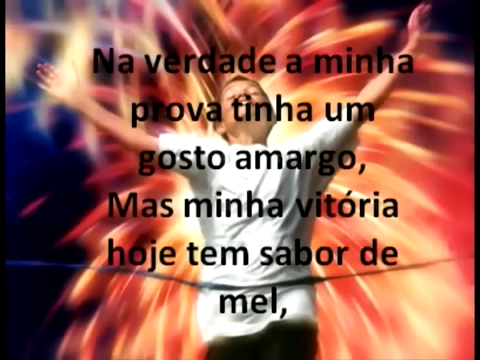 Na verdade a minha
prova tinha um
gosto amargo,
Mas minha vitória
hoje tem sabor de
mel,